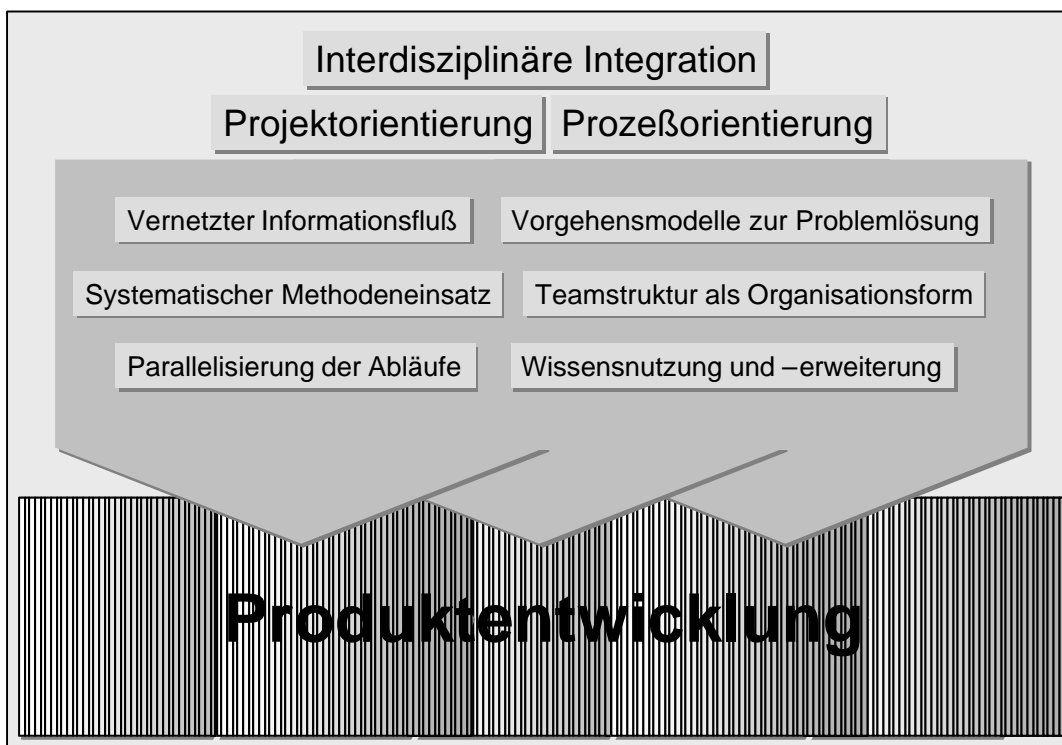 Interdisziplinäre Integration
Projektorientierung Prozeßorientierung
Vernetzter Informationsfluß Vorgehensmodelle zur Problemlösung
Systematischer Methodeneinsatz Teamstruktur als Organisationsform
Parallelisierung der Abläufe Wissensnutzung und –erweiterung
Produktentwicklung